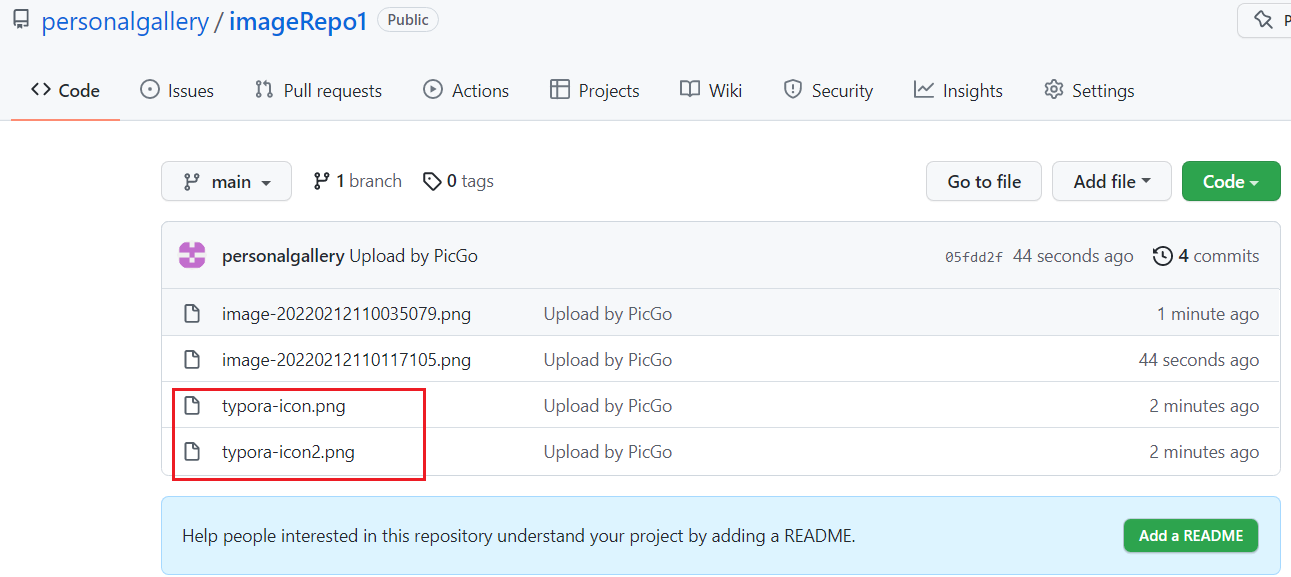 personalgallery / imageRepo1 Public
Code Issues Pull requests Actions Projects Wiki Security Insights Settings
main 1 branch 0 tags Go to file Add file Code
personalgallery Upload by PicGo 05fdd2f 44 seconds ago 4 commits
image-20220212110035079.png Upload by PicGo 1 minute ago
image-20220212110117105.png Upload by PicGo 44 seconds ago
typora-icon.png Upload by PicGo 2 minutes ago
typora-icon2.png Upload by PicGo 2 minutes ago
Help people interested in this repository understand your project by adding a README. Add a README